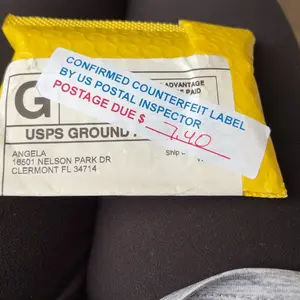 CONFIRMED COUNTERFEIT LABEL
BY US POSTAL INSPECTOR
POSTAGE DUE $ 7.40
G
ADVANTAGE
PAID
USPS GROUND
ANGELA
16501 NELSON PARK DR
CLERMONT FL 34714